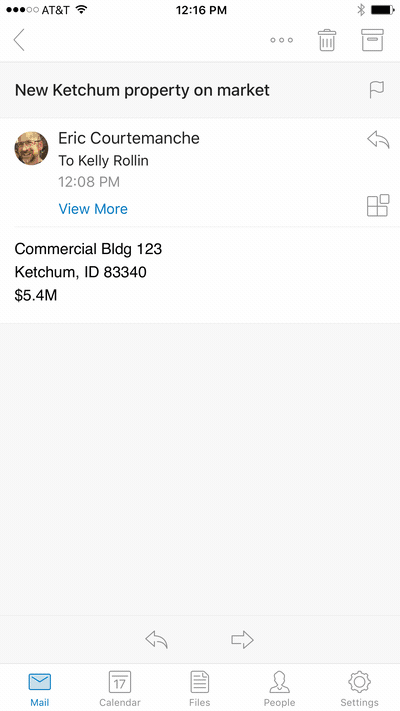 AT&T 12:16 PM
New Ketchum property on market
Eric Courtemanche
To Kelly Rollin
12:08 PM
View More
Commercial Bldg 123
Ketchum, ID 83340
$5.4M
17
Mail Calendar Files People Settings